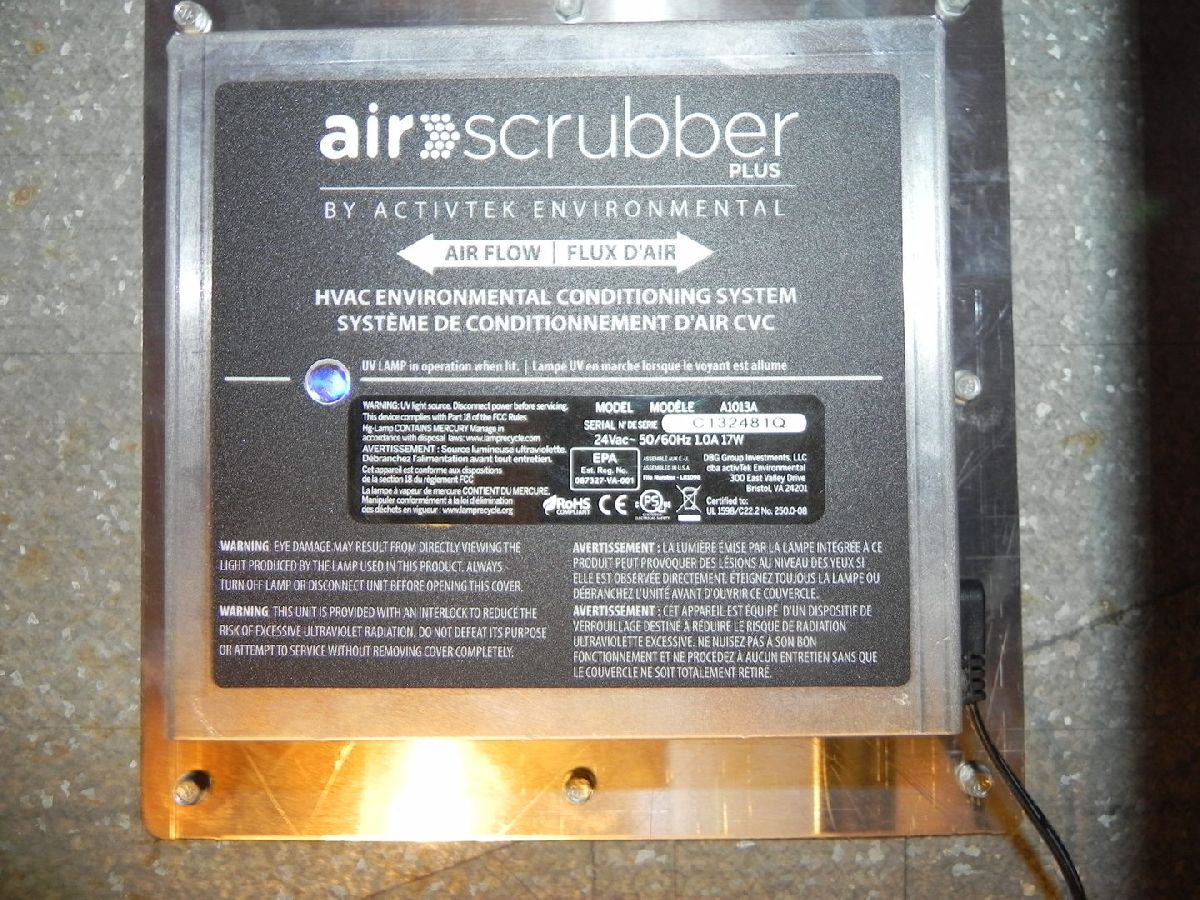 air scrubber
PLUS
BY ACTIVTEK ENVIRONMENTAL
AIR FLOW | FLUX D'AIR
HVAC ENVIRONMENTAL CONDITIONING SYSTEM
SYSTÈME DE CONDITIONNEMENT D'AIR CVC
UV LAMP in operation when lit. | Lampe UV en marche lorsque le voyant est allume
WARNING: UV light source. Disconnect power before servicing.
This device complies with Part 18 of the FCC Rules
Hg-Lamp CONTAINS MERCURY Manage in
accordance with disposal laws: www.lamprecycle.com
AVERTISSEMENT : Source lumineuse ultraviolette.
Débranchez l'alimentation avant tout entretien.
Cet appareil est conforme aux dispositions
de la section 18 du règlement FCC
La lampe à vapeur de mercure CONTIENT DU MERCURE.
Manipuler conformément à la loi d'élimination
des déchets en vigueur : www.lamprecycle.org
MODEL MODÈLE A1013A
SERIAL N° DE SÉRIE C132481Q
24Vac~ 50/60Hz 1.0A 17W
EPA
Est. Reg. No.
087327-VA-001
ASSEMBLED IN U.S.A
DBG Group Investments, LLC
dba activTek Environmental
300 East Valley Drive
Bristol, VA 24201
RoHS
COMPLIANT
CE
PS
Certified to:
UL 1598/C22.2 No. 250.0-08
WARNING: EYE DAMAGE MAY RESULT FROM DIRECTLY VIEWING THE
LIGHT PRODUCED BY THE LAMP USED IN THIS PRODUCT. ALWAYS
TURN OFF LAMP OR DISCONNECT UNIT BEFORE OPENING THIS COVER.
WARNING: THIS UNIT IS PROVIDED WITH AN INTERLOCK TO REDUCE THE
RISK OF EXCESSIVE ULTRAVIOLET RADIATION. DO NOT DEFEAT ITS PURPOSE
OR ATTEMPT TO SERVICE WITHOUT REMOVING COVER COMPLETELY.
AVERTISSEMENT : LA LUMIÈRE ÉMISE PAR LA LAMPE INTÉGRÉE À CE
PRODUIT PEUT PROVOQUER DES LÉSIONS AU NIVEAU DES YEUX SI
ELLE EST OBSERVÉE DIRECTEMENT. ÉTEIGNEZ TOUJOUS LA LAMPE OU
DÉBRANCHEZ L'UNITÉ AVANT D'OUVRIR CE COUVERCLE.
AVERTISSEMENT : CET APPAREIL EST ÉQUIPÉ D'UN DISPOSITIF DE
VERROUILLAGE DESTINÉ À RÉDUIRE LE RISQUE DE RADIATION
ULTRAVIOLETTE EXCESSIVE. NE NUISEZ PAS À SON BON
FONCTIONNEMENT ET NE PROCÉDEZ À AUCUN ENTRETIEN SANS QUE
LE COUVERCLE NE SOIT TOTALEMENT RETIRÉ.